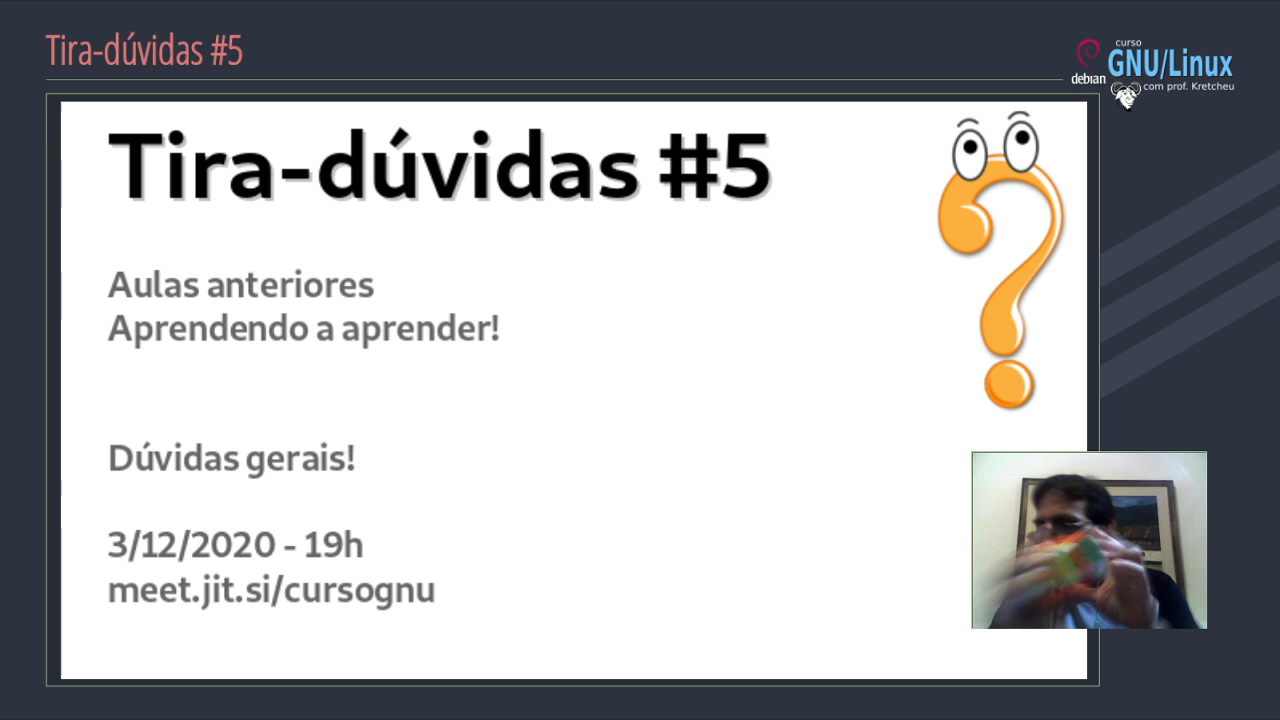 Tira-dúvidas #5
curso
GNU/Linux
debian
com prof. Kretcheu
Tira-dúvidas #5
Aulas anteriores
Aprendendo a aprender!
Dúvidas gerais!
3/12/2020 - 19h
meet.jit.si/cursognu